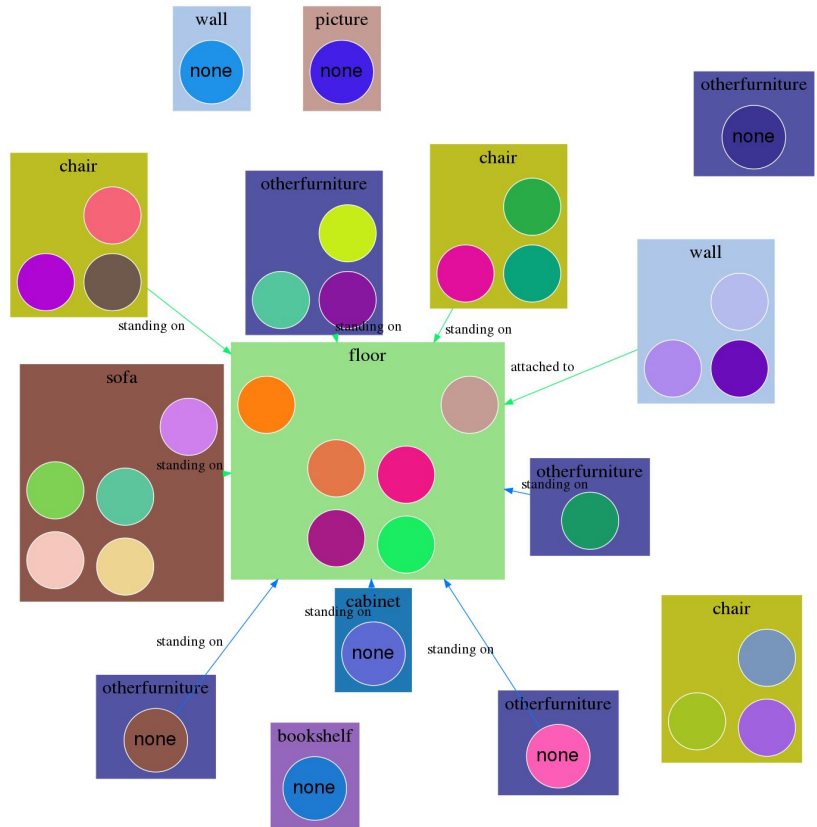 wall
picture
none
none
otherfurniture
none
chair
otherfurniture
chair
wall
standing on
standing on
standing on
floor
attached to
sofa
standing on
otherfurniture
standing on
cabinet
standing on
none
chair
standing on
standing on
otherfurniture
none
otherfurniture
none
bookshelf
none